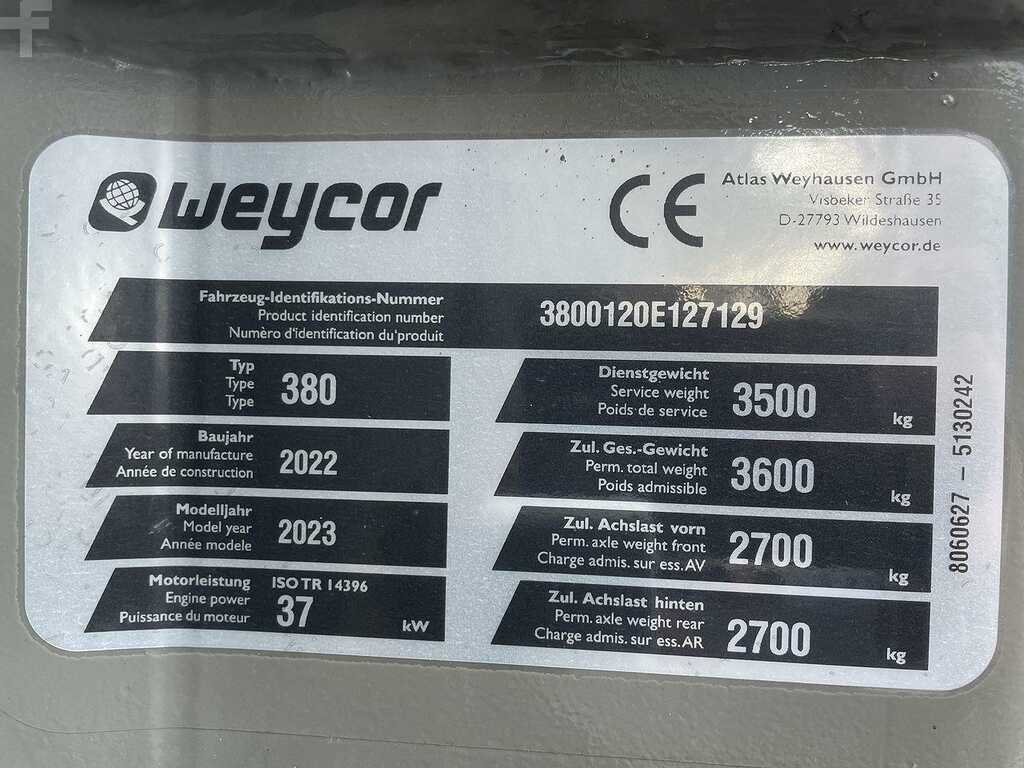 weycor
CE
Atlas Weyhausen GmbH
Visbeker Straße 35
D-27793 Wildeshausen
www.weycor.de
Fahrzeug-Identifikations-Nummer
Product identification number
Numèro d'identification du'produit
3800120E127129
Typ
Type
Type
380
Baujahr
Year of manufacture
Année de construction
2022
Modelljahr
Model year
Année modele
2023
Motorleistung
Engine power
Puissance du moteur
ISO TR 14396
37 kW
Dienstgewicht
Service weight
Poids de service
3500 kg
Zul. Ges.-Gewicht
Perm. total weight
Poids admissible
3600 kg
Zul. Achslast vorn
Perm. axle weight front
Charge admis. sur ess. AV
2700 kg
Zul. Achslast hinten
Perm. axle weight rear
Charge admis. sur ess. AR
2700 kg
8060627 – 5130242